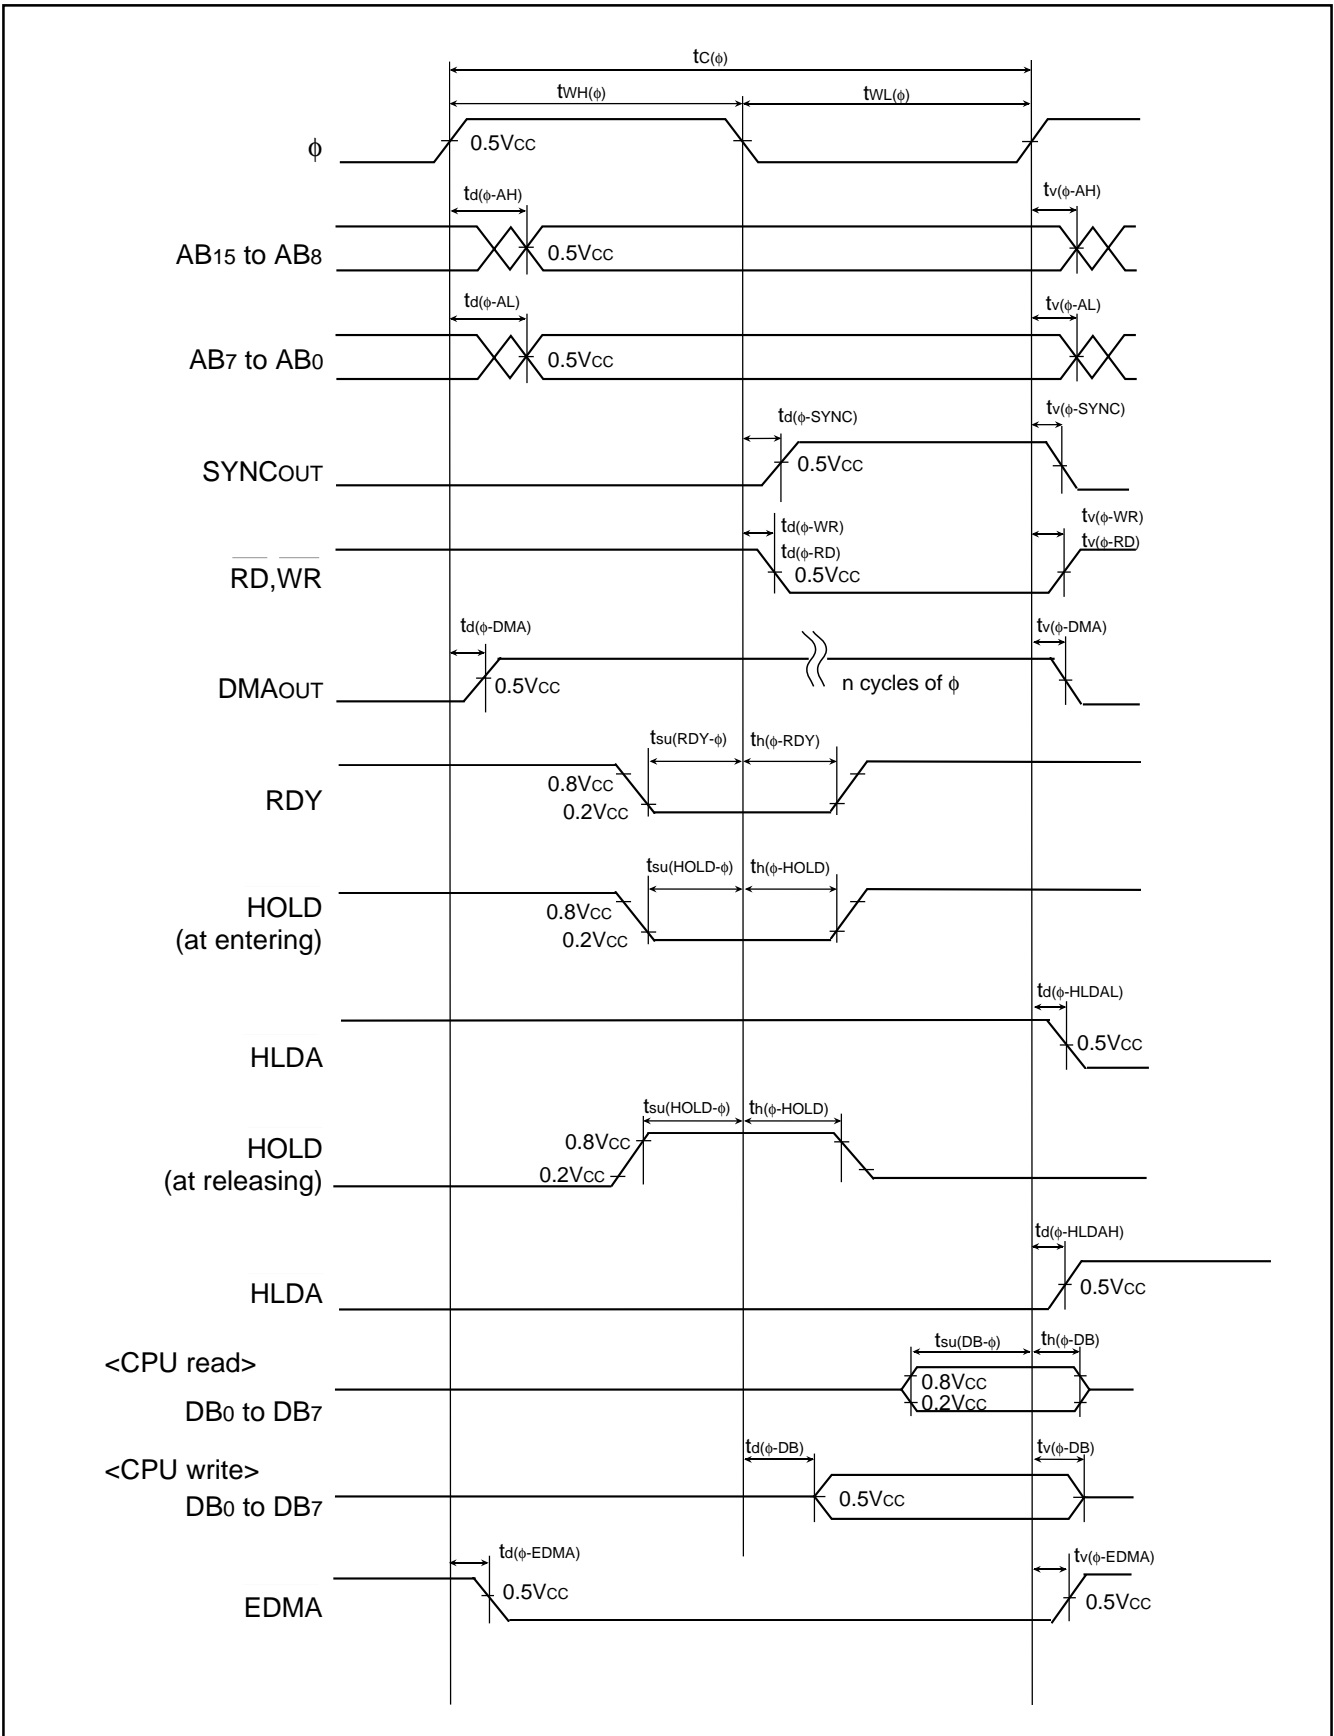 tC(ϕ)
tWH(ϕ) tWL(ϕ)
ϕ 0.5VCC
td(ϕ-AH) tv(ϕ-AH)
AB15 to AB8 0.5VCC
td(ϕ-AL) tv(ϕ-AL)
AB7 to AB0 0.5VCC
td(ϕ-SYNC) tv(ϕ-SYNC)
SYNCOUT 0.5VCC
td(ϕ-WR) tv(ϕ-WR)
td(ϕ-RD) tv(ϕ-RD)
RD,WR 0.5VCC
td(ϕ-DMA) tv(ϕ-DMA)
DMAOUT 0.5VCC n cycles of ϕ
tsu(RDY-ϕ) th(ϕ-RDY)
0.8VCC
RDY
0.2VCC
tsu(HOLD-ϕ) th(ϕ-HOLD)
HOLD 0.8VCC
(at entering) 0.2VCC
td(ϕ-HLDAL)
HLDA 0.5VCC
tsu(HOLD-ϕ) th(ϕ-HOLD)
HOLD 0.8VCC
(at releasing) 0.2VCC
td(ϕ-HLDAH)
HLDA 0.5VCC
tsu(DB-ϕ) th(ϕ-DB)
<CPU read>
0.8VCC
0.2VCC
DB0 to DB7
td(ϕ-DB) tv(ϕ-DB)
<CPU write>
DB0 to DB7 0.5VCC
td(ϕ-EDMA) tv(ϕ-EDMA)
EDMA 0.5VCC 0.5VCC